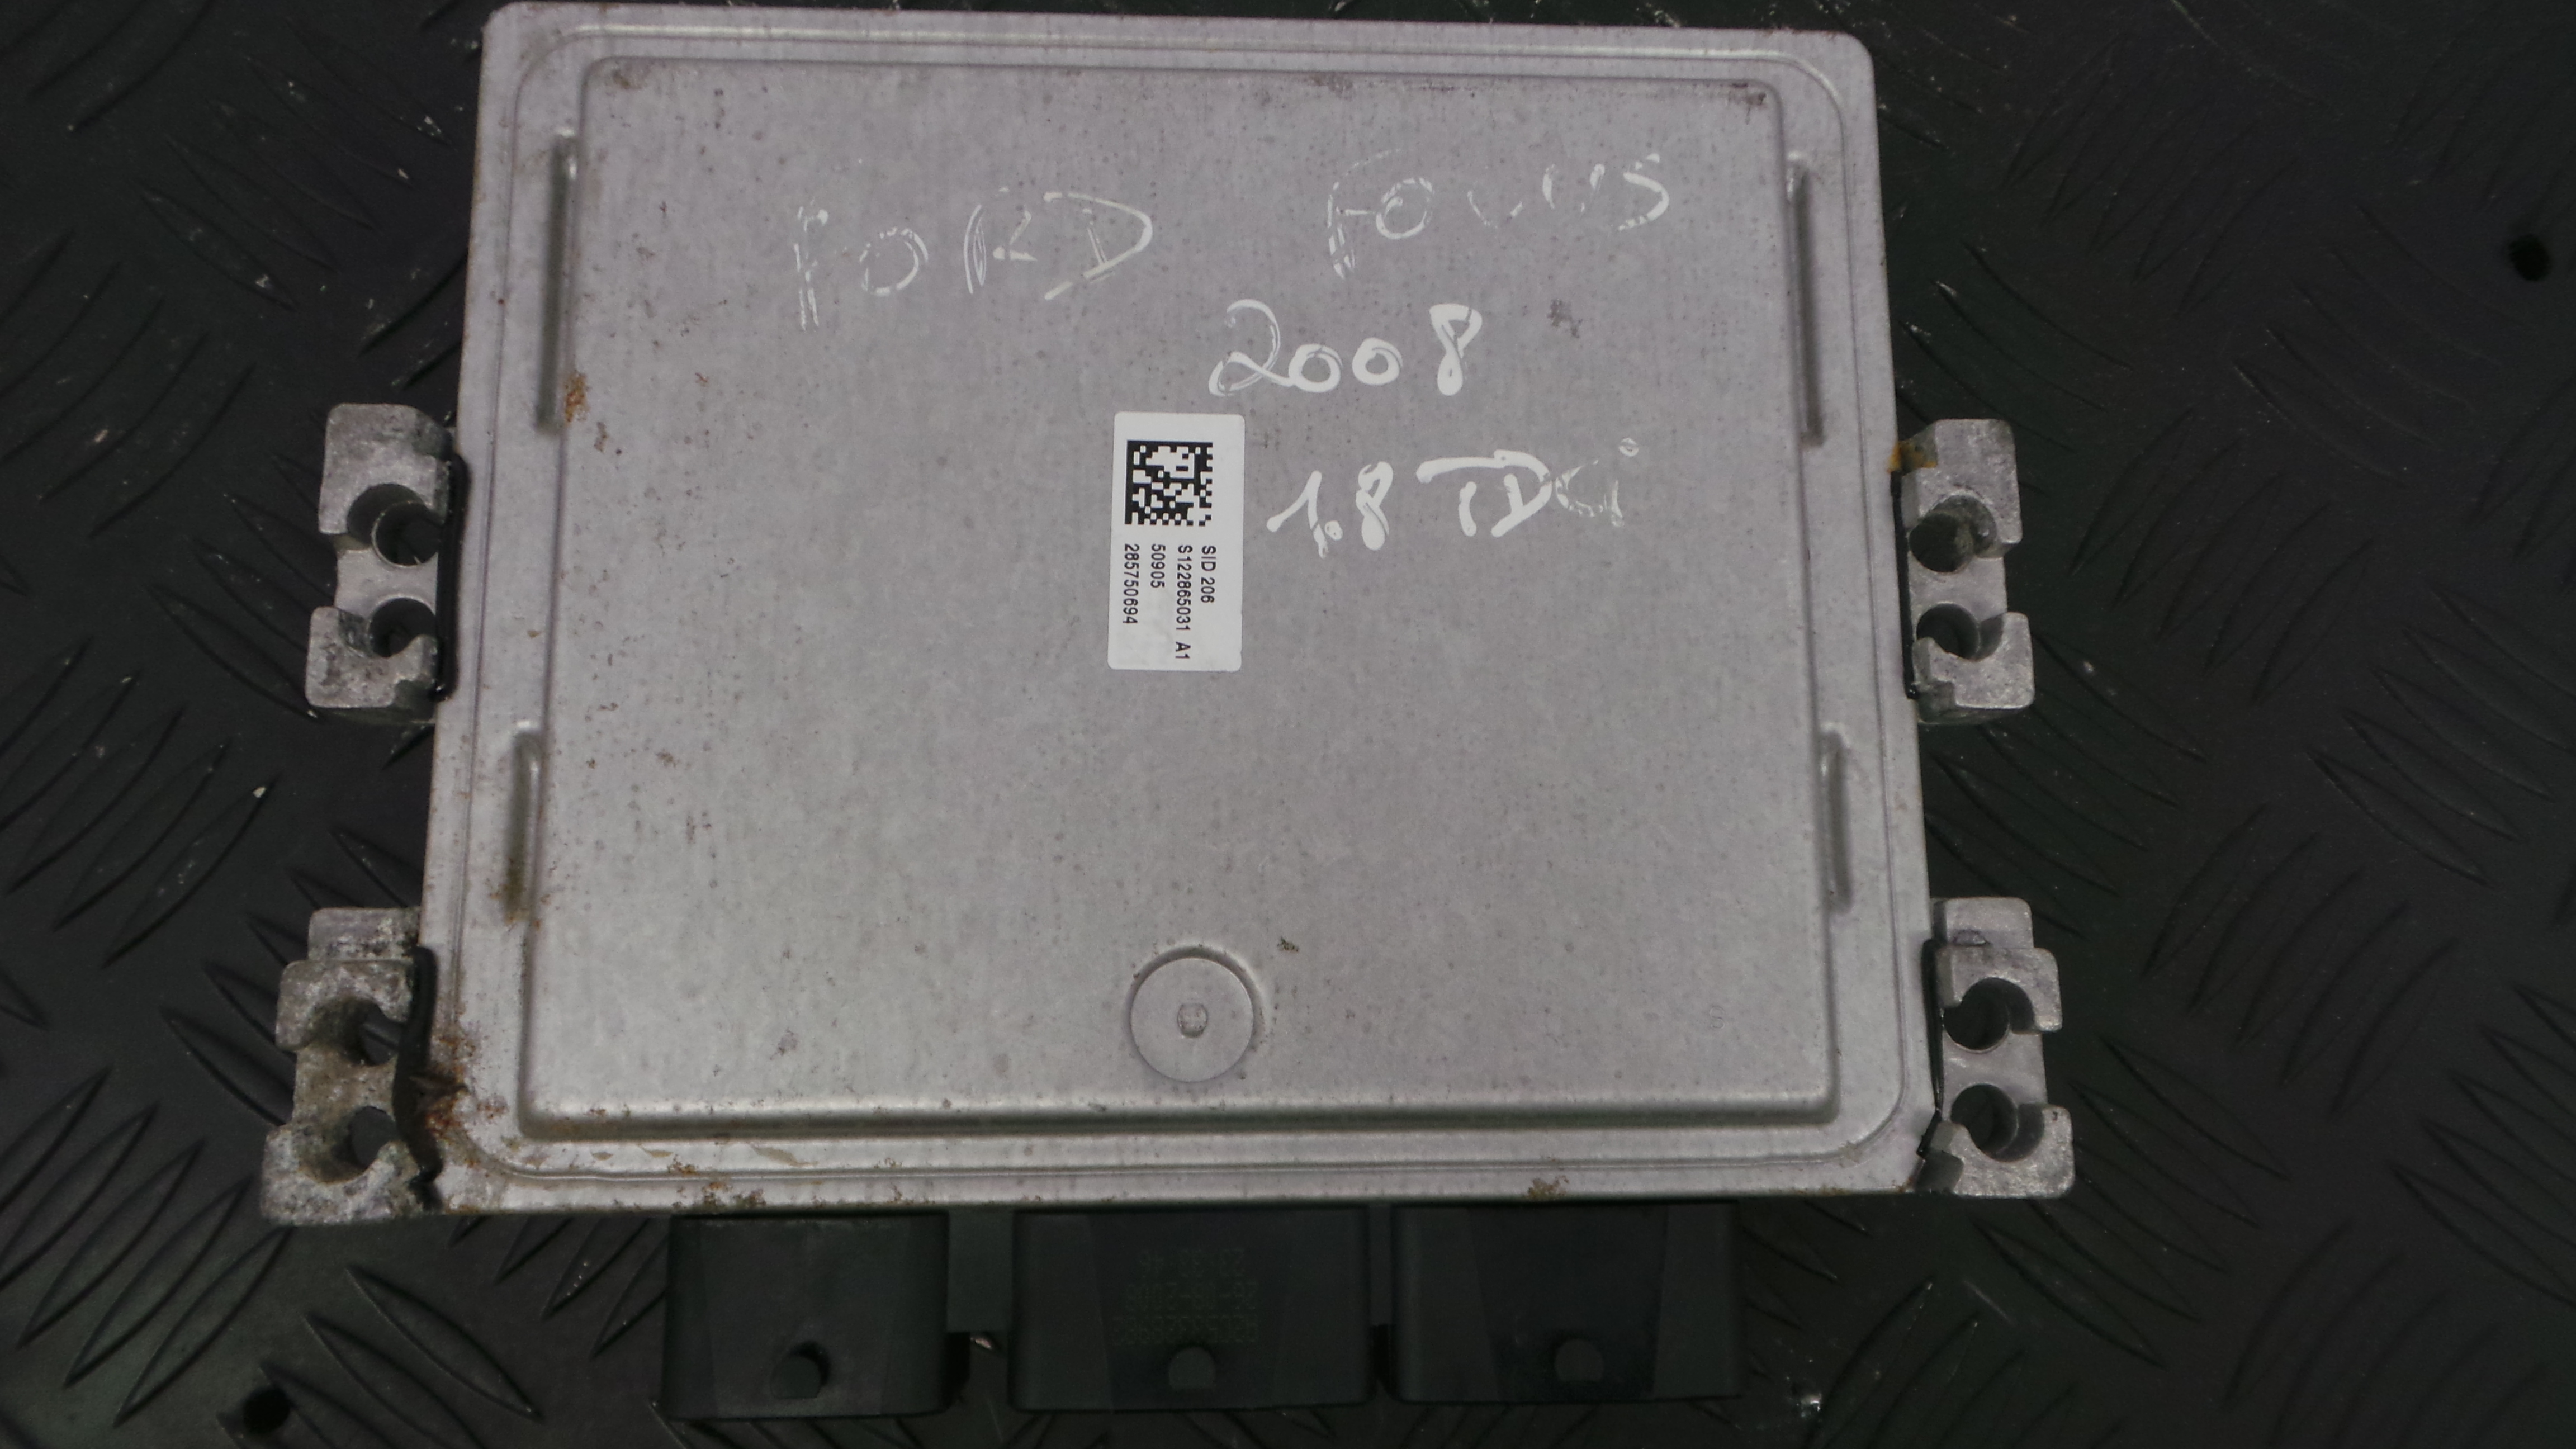 FORD FOCUS
2008
1.8 TDCi
SID 206
S122865031 A1
50905
285750694